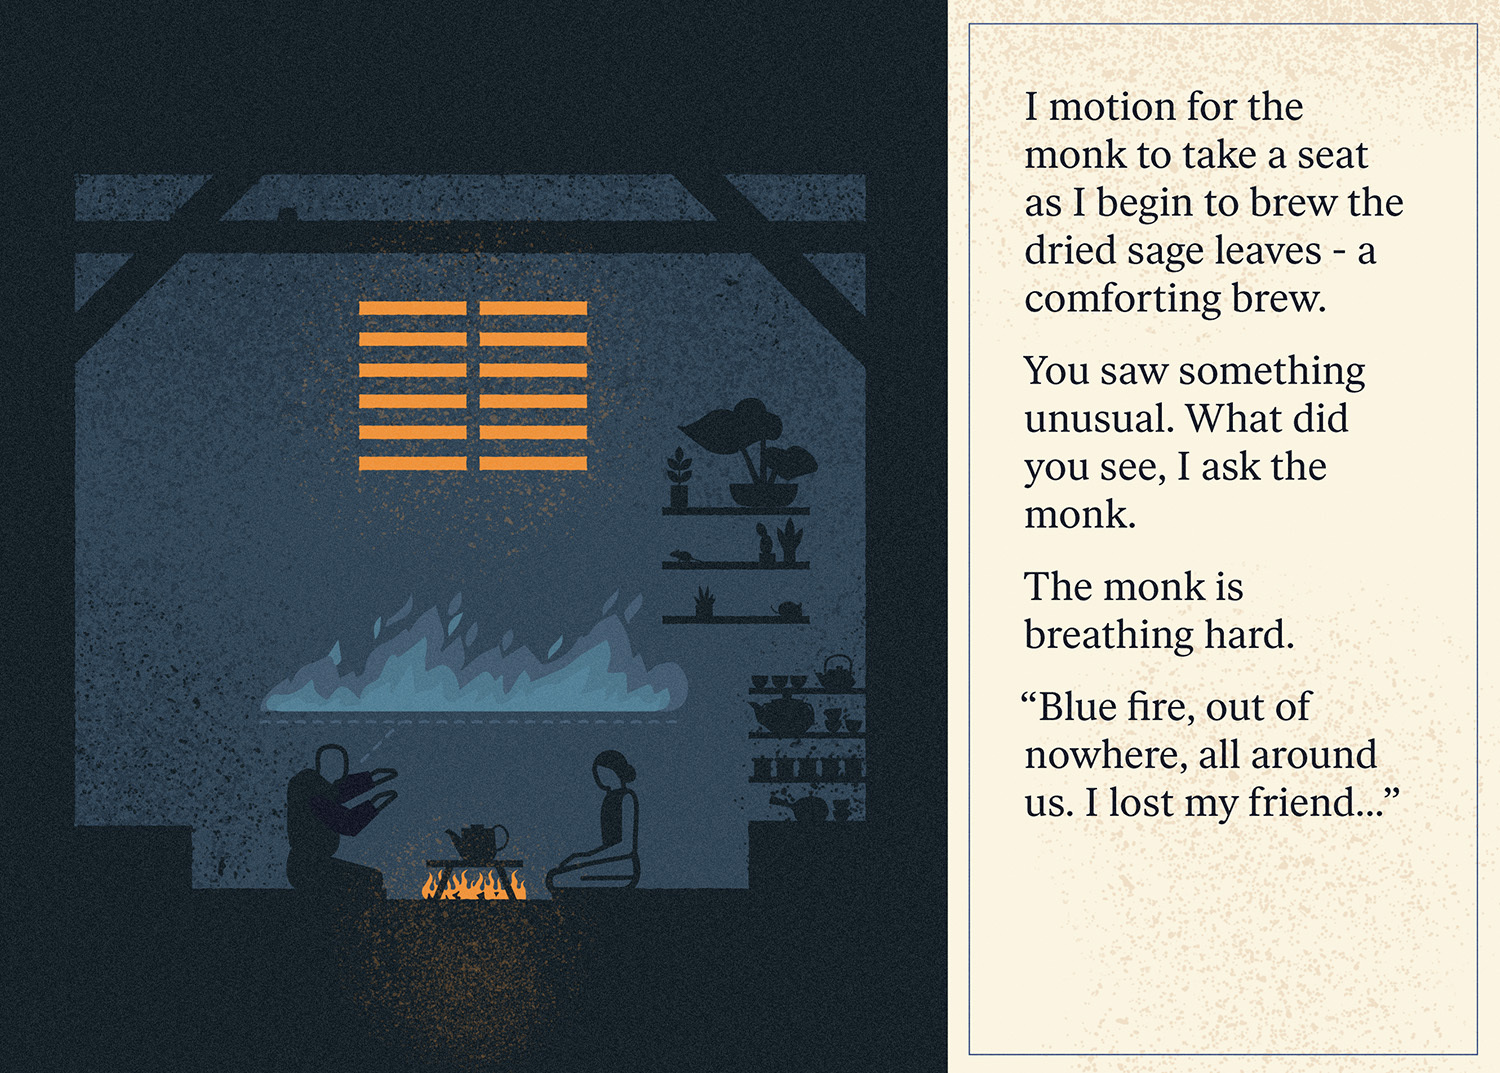 I motion for the
monk to take a seat
as I begin to brew the
dried sage leaves - a
comforting brew.
You saw something
unusual. What did
you see, I ask the
monk.
The monk is
breathing hard.
“Blue fire, out of
nowhere, all around
us. I lost my friend...”